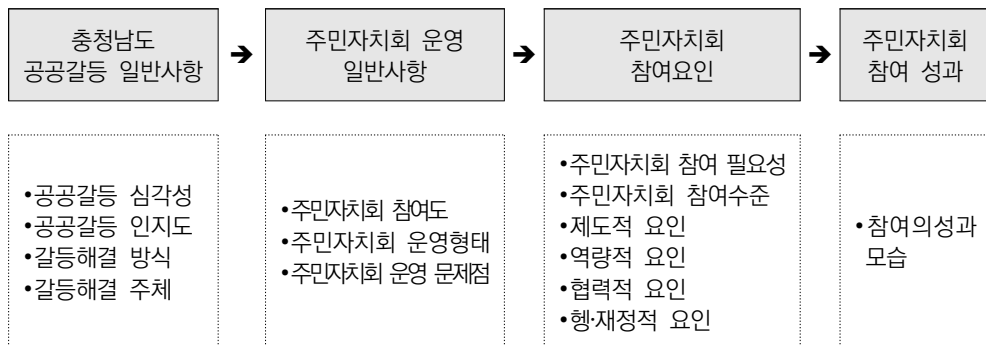 충청남도
공공갈등 일반사항
주민자치회 운영
일반사항
주민자치회
참여요인
주민자치회
참여 성과
•공공갈등 심각성
•공공갈등 인지도
•갈등해결 방식
•갈등해결 주체
•주민자치회 참여도
•주민자치회 운영형태
•주민자치회 운영 문제점
•주민자치회 참여 필요성
•주민자치회 참여수준
•제도적 요인
•역량적 요인
•협력적 요인
•헹·재정적 요인
•참여의성과
모습